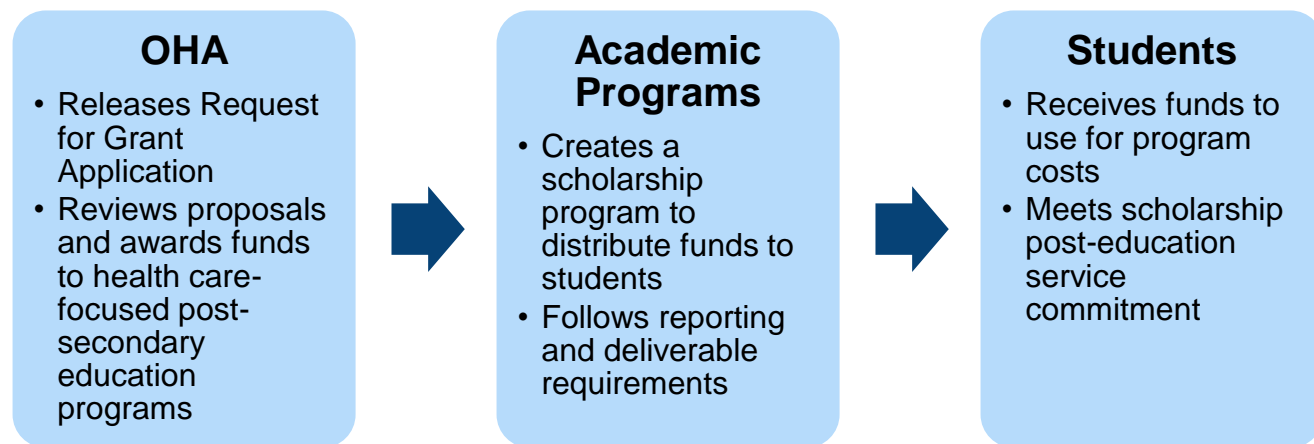 OHA
• Releases Request
for Grant
Application
• Reviews proposals
and awards funds
to health care-
focused post-
secondary
education
programs
Academic
Programs
• Creates a
scholarship
program to
distribute funds to
students
• Follows reporting
and deliverable
requirements
Students
• Receives funds to
use for program
costs
• Meets scholarship
post-education
service
commitment